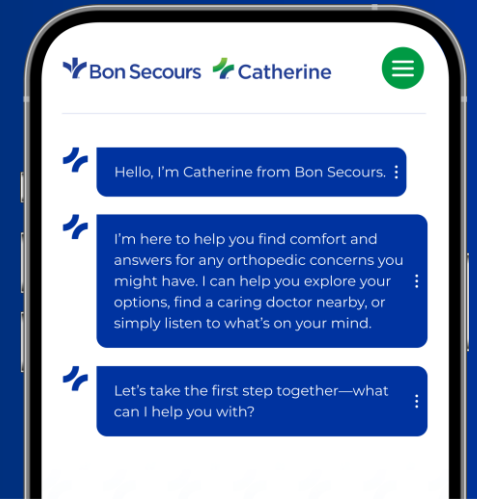 Bon Secours Catherine
Hello, I'm Catherine from Bon Secours.
I'm here to help you find comfort and
answers for any orthopedic concerns you
might have. I can help you explore your
options, find a caring doctor nearby, or
simply listen to what's on your mind.
Let's take the first step together—what
can I help you with?